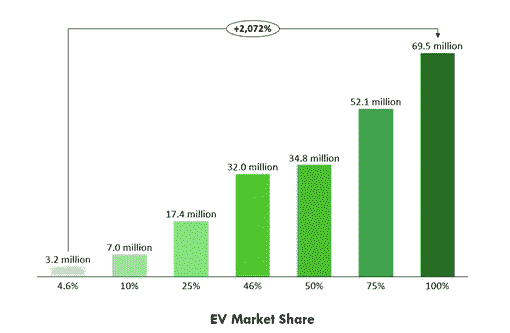 +2,072%
69.5 million
52.1 million
34.8 million
32.0 million
17.4 million
7.0 million
3.2 million
4.6% 10% 25% 46% 50% 75% 100%
EV Market Share